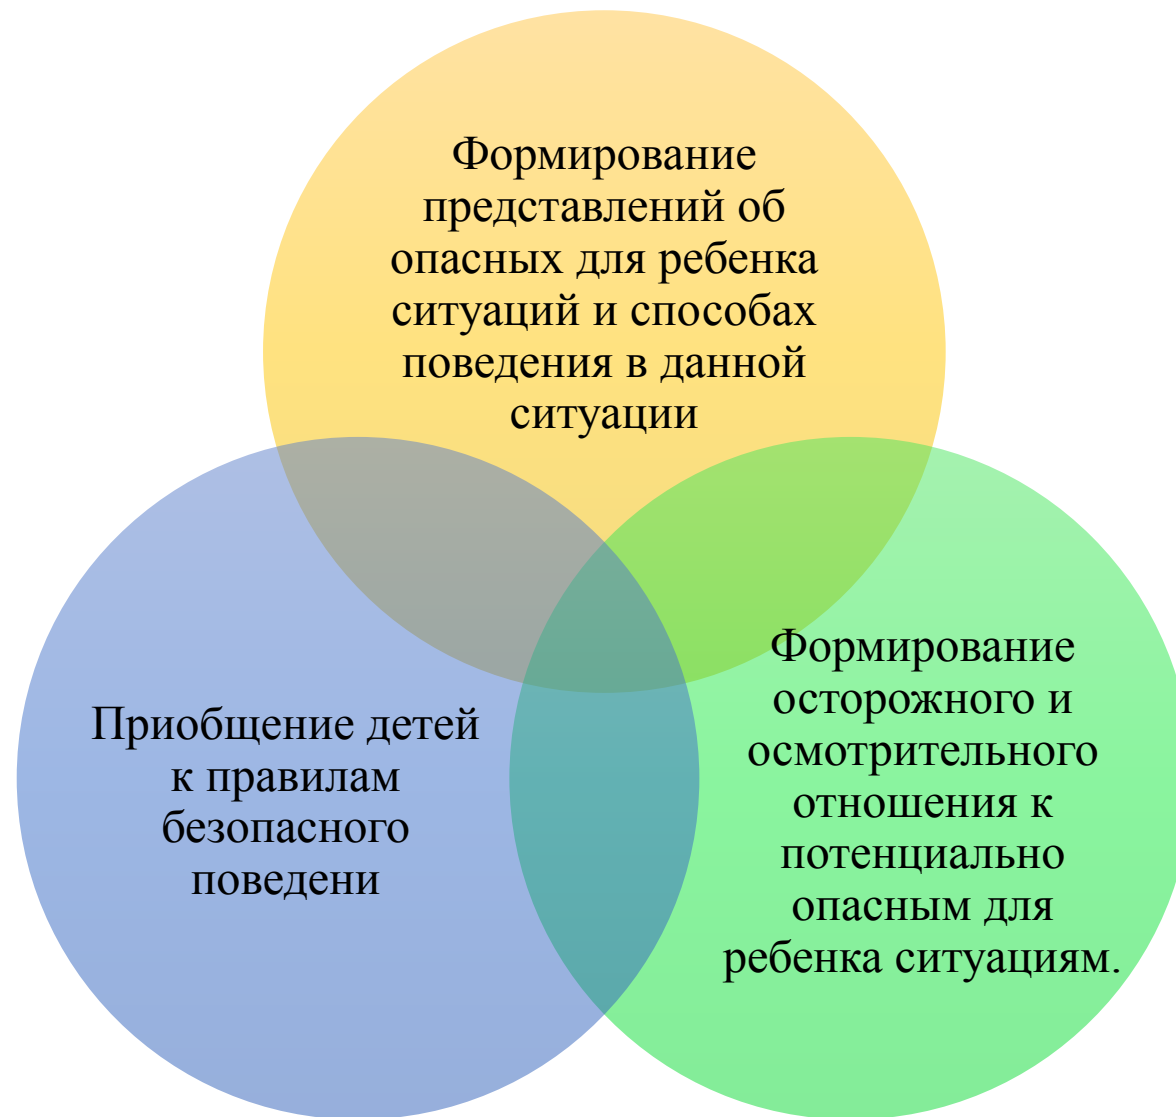 Формирование
представлений об
опасных для ребенка
ситуаций и способах
поведения в данной
ситуации
Приобщение детей
к правилам
безопасного
поведени
Формирование
осторожного и
осмотрительного
отношения к
потенциально
опасным для
ребенка ситуациям.